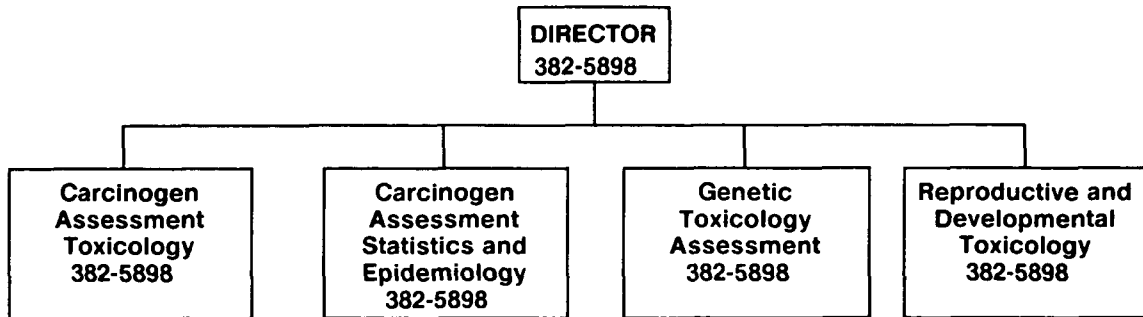 DIRECTOR
382-5898
Carcinogen
Assessment
Toxicology
382-5898
Carcinogen
Assessment
Statistics and
Epidemiology
382-5898
Genetic
Toxicology
Assessment
382-5898
Reproductive and
Developmental
Toxicology
382-5898